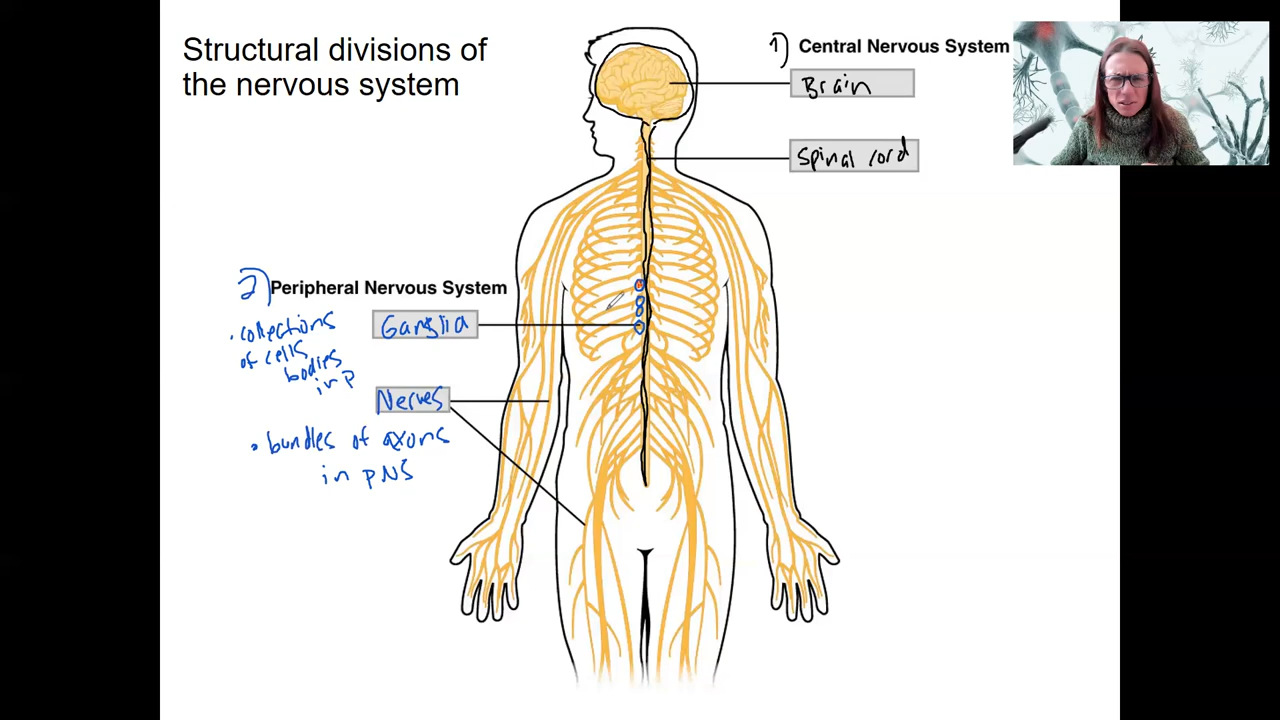 Structural divisions of
the nervous system
1) Central Nervous System
Brain
Spinal cord
2) Peripheral Nervous System
Ganglia
• collections
of cells
bodies
in P
Nerves
• bundles of axons
in PNS